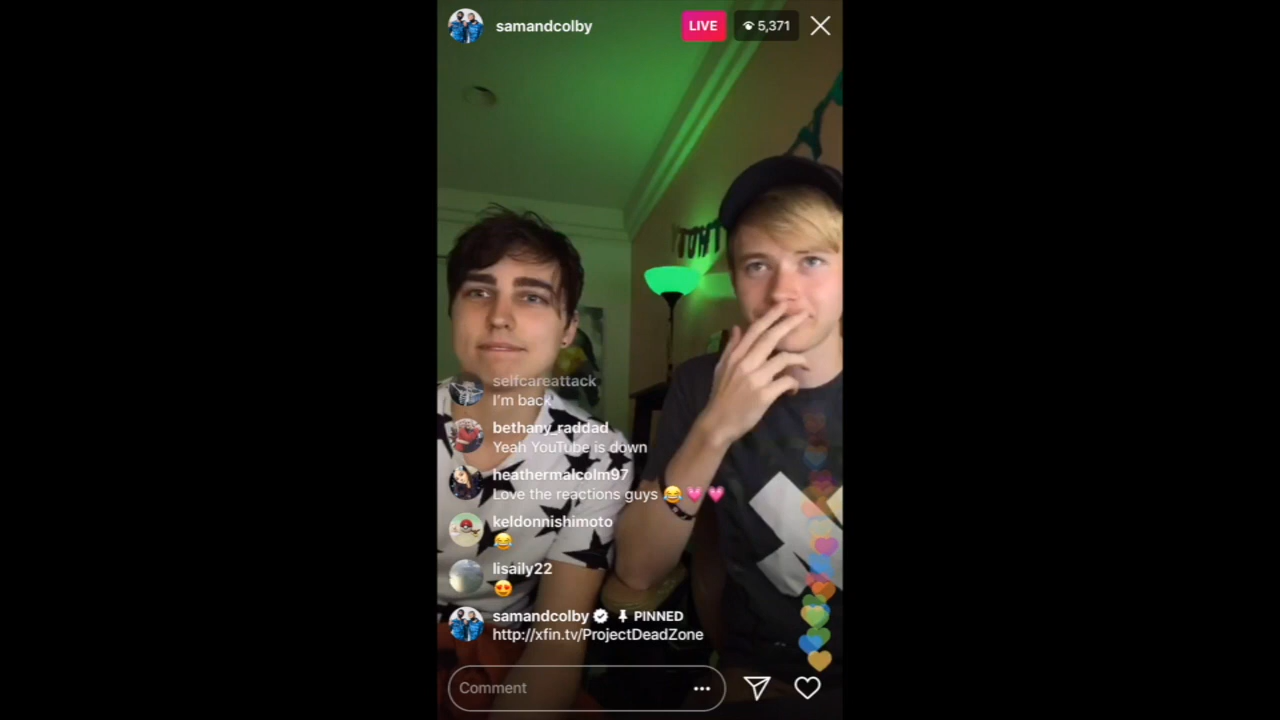 samandcolby
LIVE
5,371
selfcareattack
I'm back
bethany_raddad
Yeah YouTube is down
heathermalcolm97
Love the reactions guys 😂 💗 💗
keldonnishimoto
😂
lisaily22
😍
samandcolby PINNED
http://xfin.tv/ProjectDeadZone
Comment